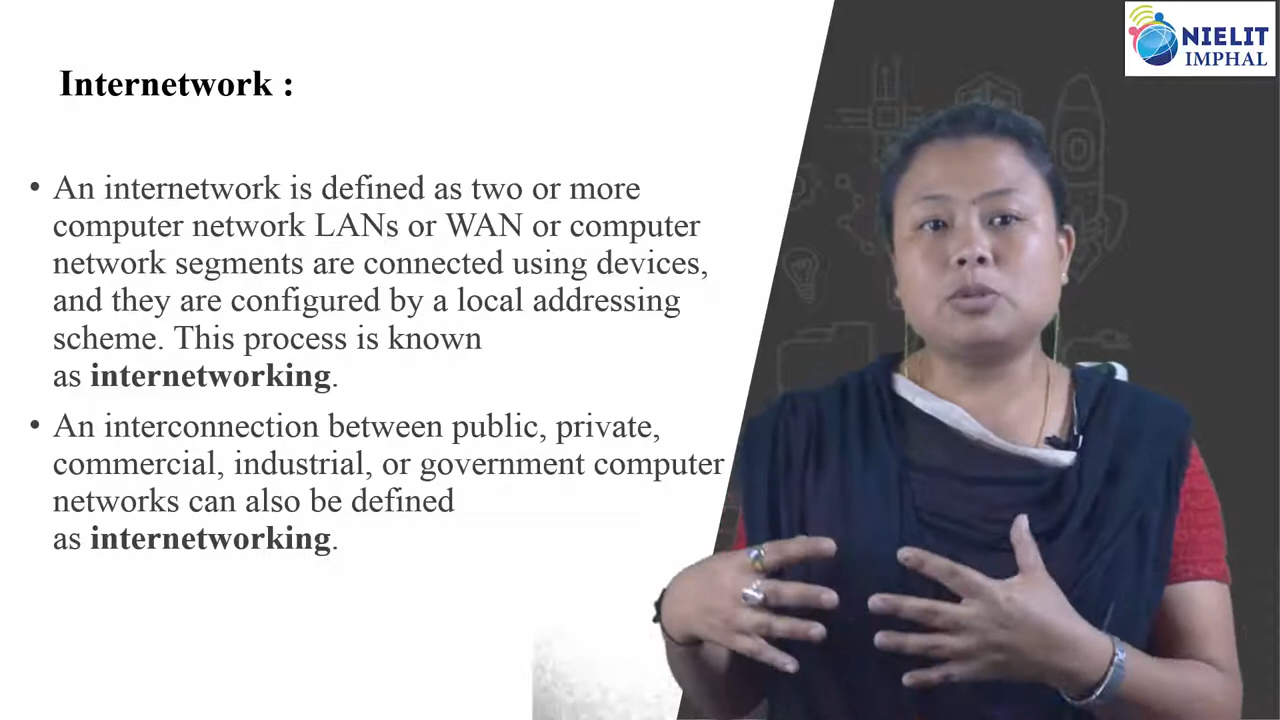 NIELIT
IMPHAL
Internetwork :
• An internetwork is defined as two or more
computer network LANs or WAN or computer
network segments are connected using devices,
and they are configured by a local addressing
scheme. This process is known
as internetworking.
• An interconnection between public, private,
commercial, industrial, or government computer
networks can also be defined
as internetworking.